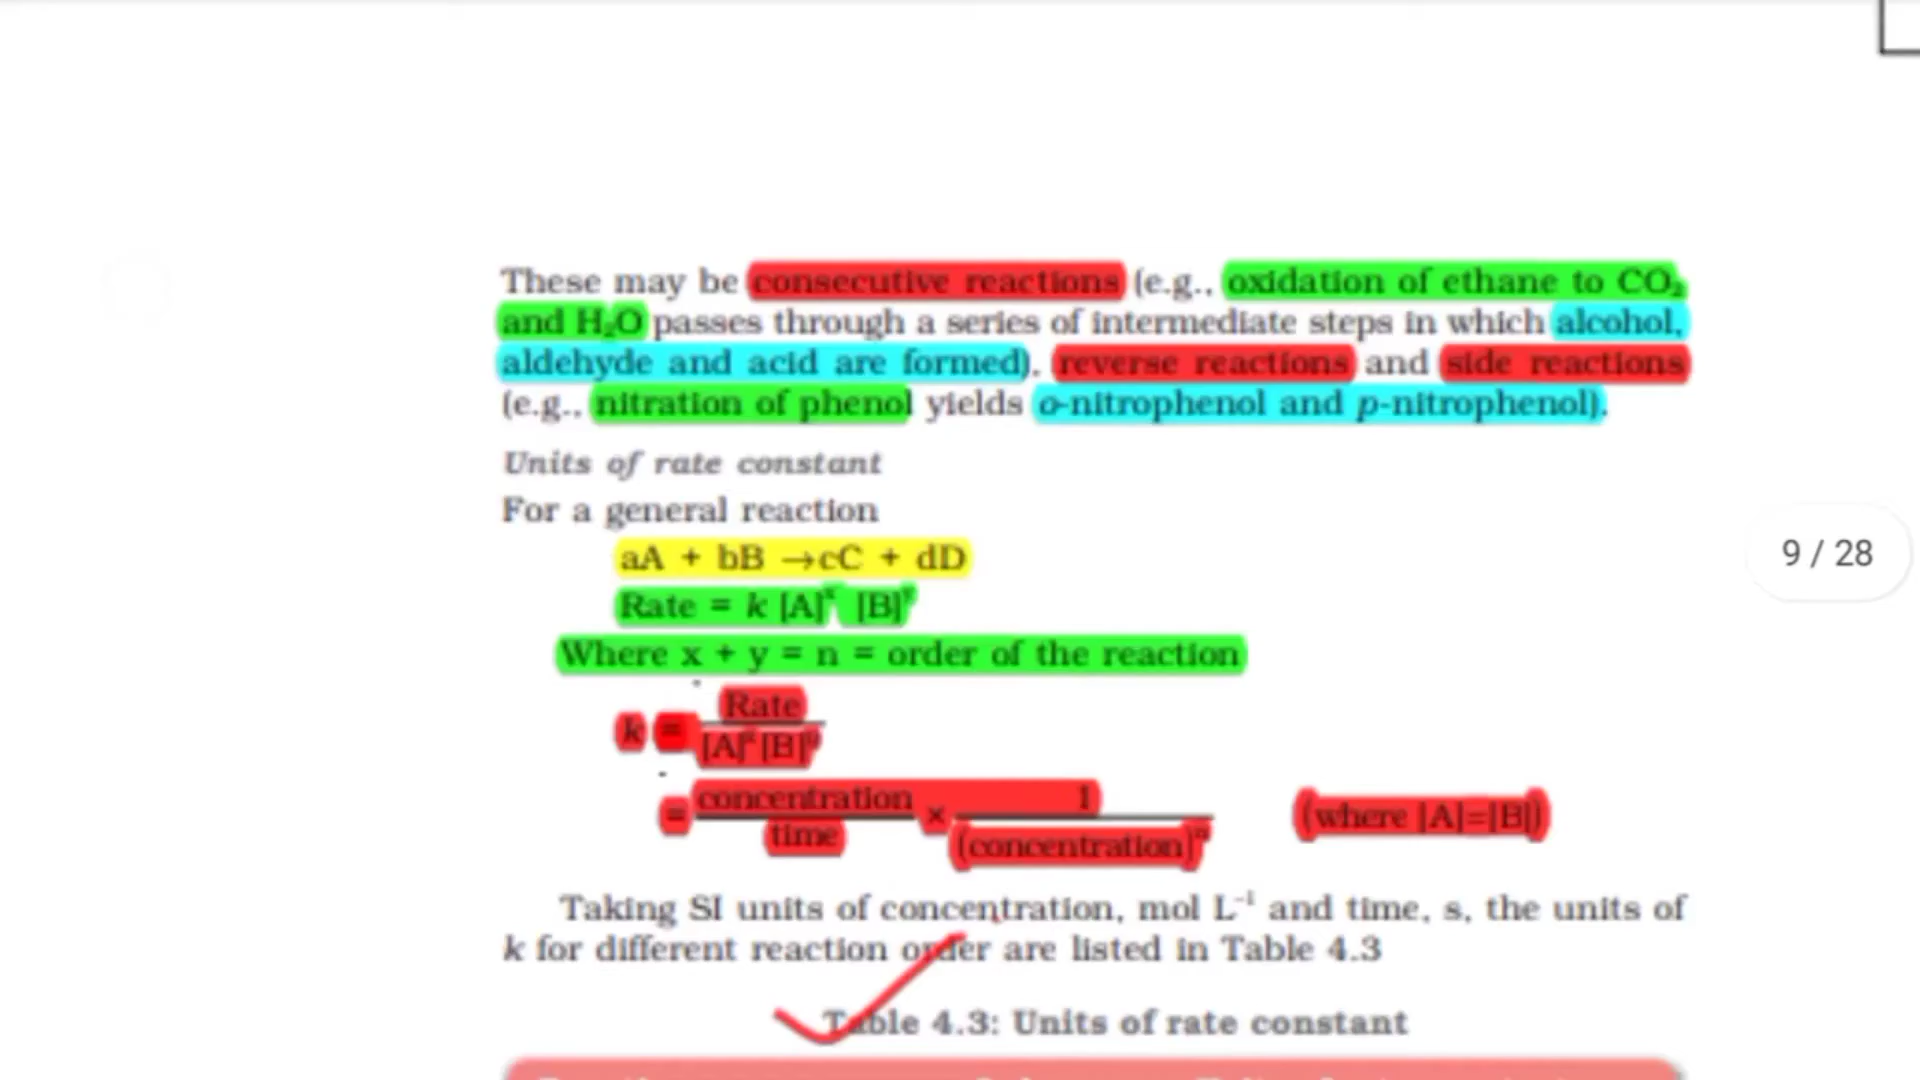 These may be consecutive reactions (e.g., oxidation of ethane to CO₂
and H₂O passes through a series of intermediate steps in which alcohol,
aldehyde and acid are formed), reverse reactions and side reactions
(e.g., nitration of phenol yields o-nitrophenol and p-nitrophenol).
Units of rate constant
For a general reaction
aA + bB →cC + dD
9 / 28
Rate = k [A]ˣ [B]ʸ
Where x + y = n = order of the reaction
k = Rate / [A]ˣ [B]ʸ
= concentration / time × 1 / (concentration)ⁿ (where [A]=[B])
Taking SI units of concentration, mol L⁻¹ and time, s, the units of
k for different reaction order are listed in Table 4.3
Table 4.3: Units of rate constant